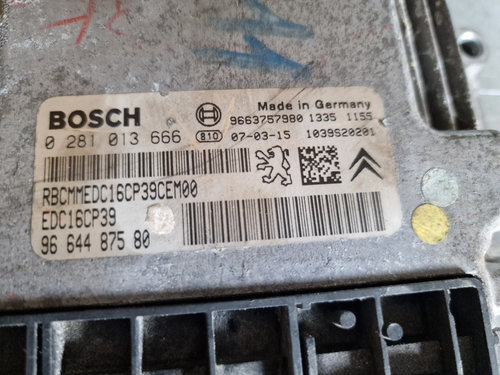 BOSCH
Made in Germany
9663757980 1335 1155
0 281 013 666 810 07-03-15 1039S20201
RBCMMEDC16CP39CEM00
EDC16CP39
96 644 875 80